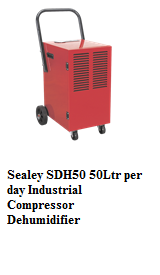 Sealey SDH50 50Ltr per
day Industrial
Compressor
Dehumidifier